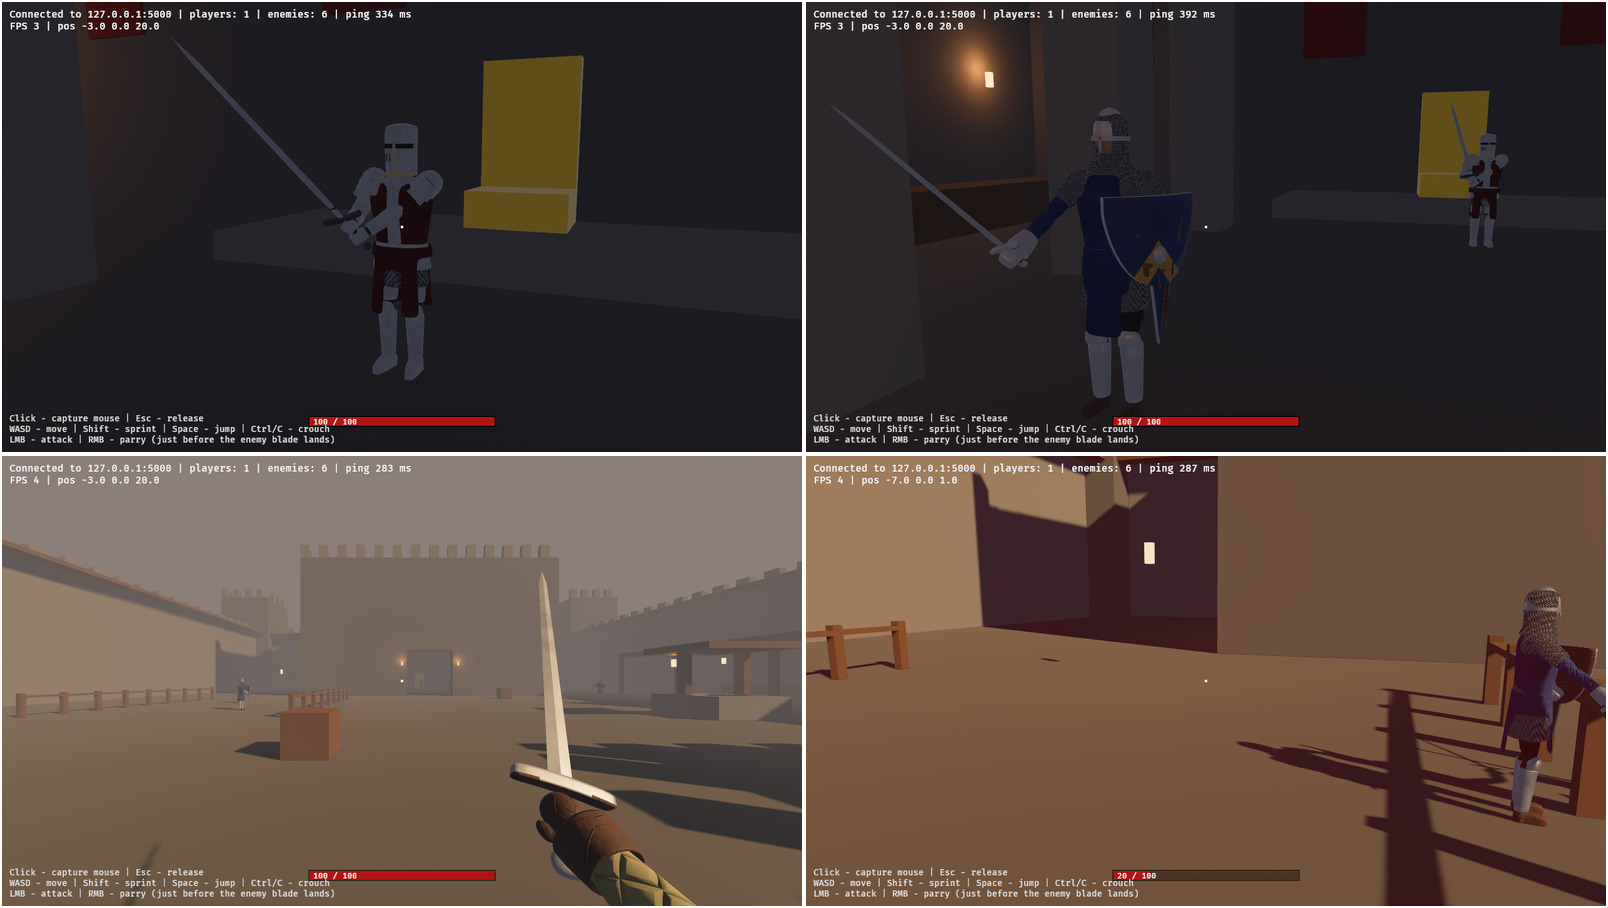 Connected to 127.0.0.1:5000 | players: 1 | enemies: 6 | ping 334 ms
FPS 3 | pos -3.0 0.0 20.0
Click - capture mouse | Esc - release
100 / 100
WASD - move | Shift - sprint | Space - jump | Ctrl/C - crouch
LMB - attack | RMB - parry (just before the enemy blade lands)
Connected to 127.0.0.1:5000 | players: 1 | enemies: 6 | ping 392 ms
FPS 3 | pos -3.0 0.0 20.0
Click - capture mouse | Esc - release
100 / 100
WASD - move | Shift - sprint | Space - jump | Ctrl/C - crouch
LMB - attack | RMB - parry (just before the enemy blade lands)
Connected to 127.0.0.1:5000 | players: 1 | enemies: 6 | ping 283 ms
FPS 4 | pos -3.0 0.0 20.0
Click - capture mouse | Esc - release
100 / 100
WASD - move | Shift - sprint | Space - jump | Ctrl/C - crouch
LMB - attack | RMB - parry (just before the enemy blade lands)
Connected to 127.0.0.1:5000 | players: 1 | enemies: 6 | ping 287 ms
FPS 4 | pos -7.0 0.0 1.0
Click - capture mouse | Esc - release
20 / 100
WASD - move | Shift - sprint | Space - jump | Ctrl/C - crouch
LMB - attack | RMB - parry (just before the enemy blade lands)